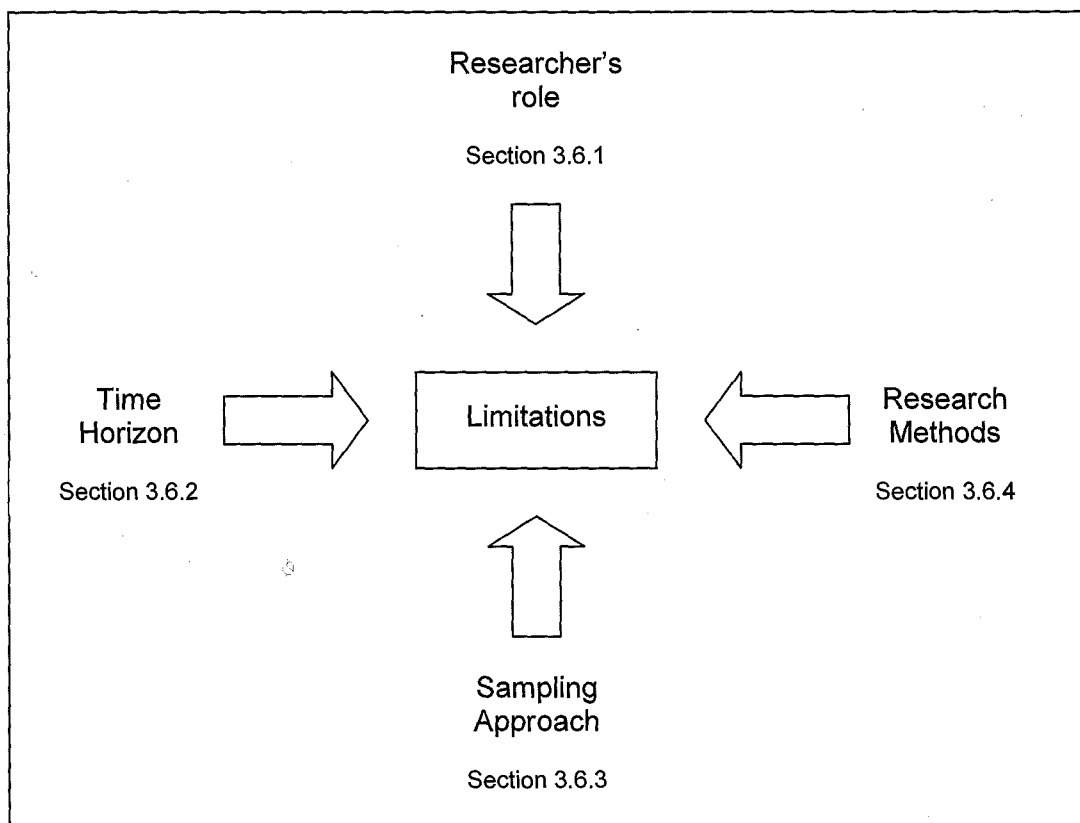 Researcher's
role
Section 3.6.1
Time
Horizon
Section 3.6.2
Limitations
Research
Methods
Section 3.6.4
Sampling
Approach
Section 3.6.3